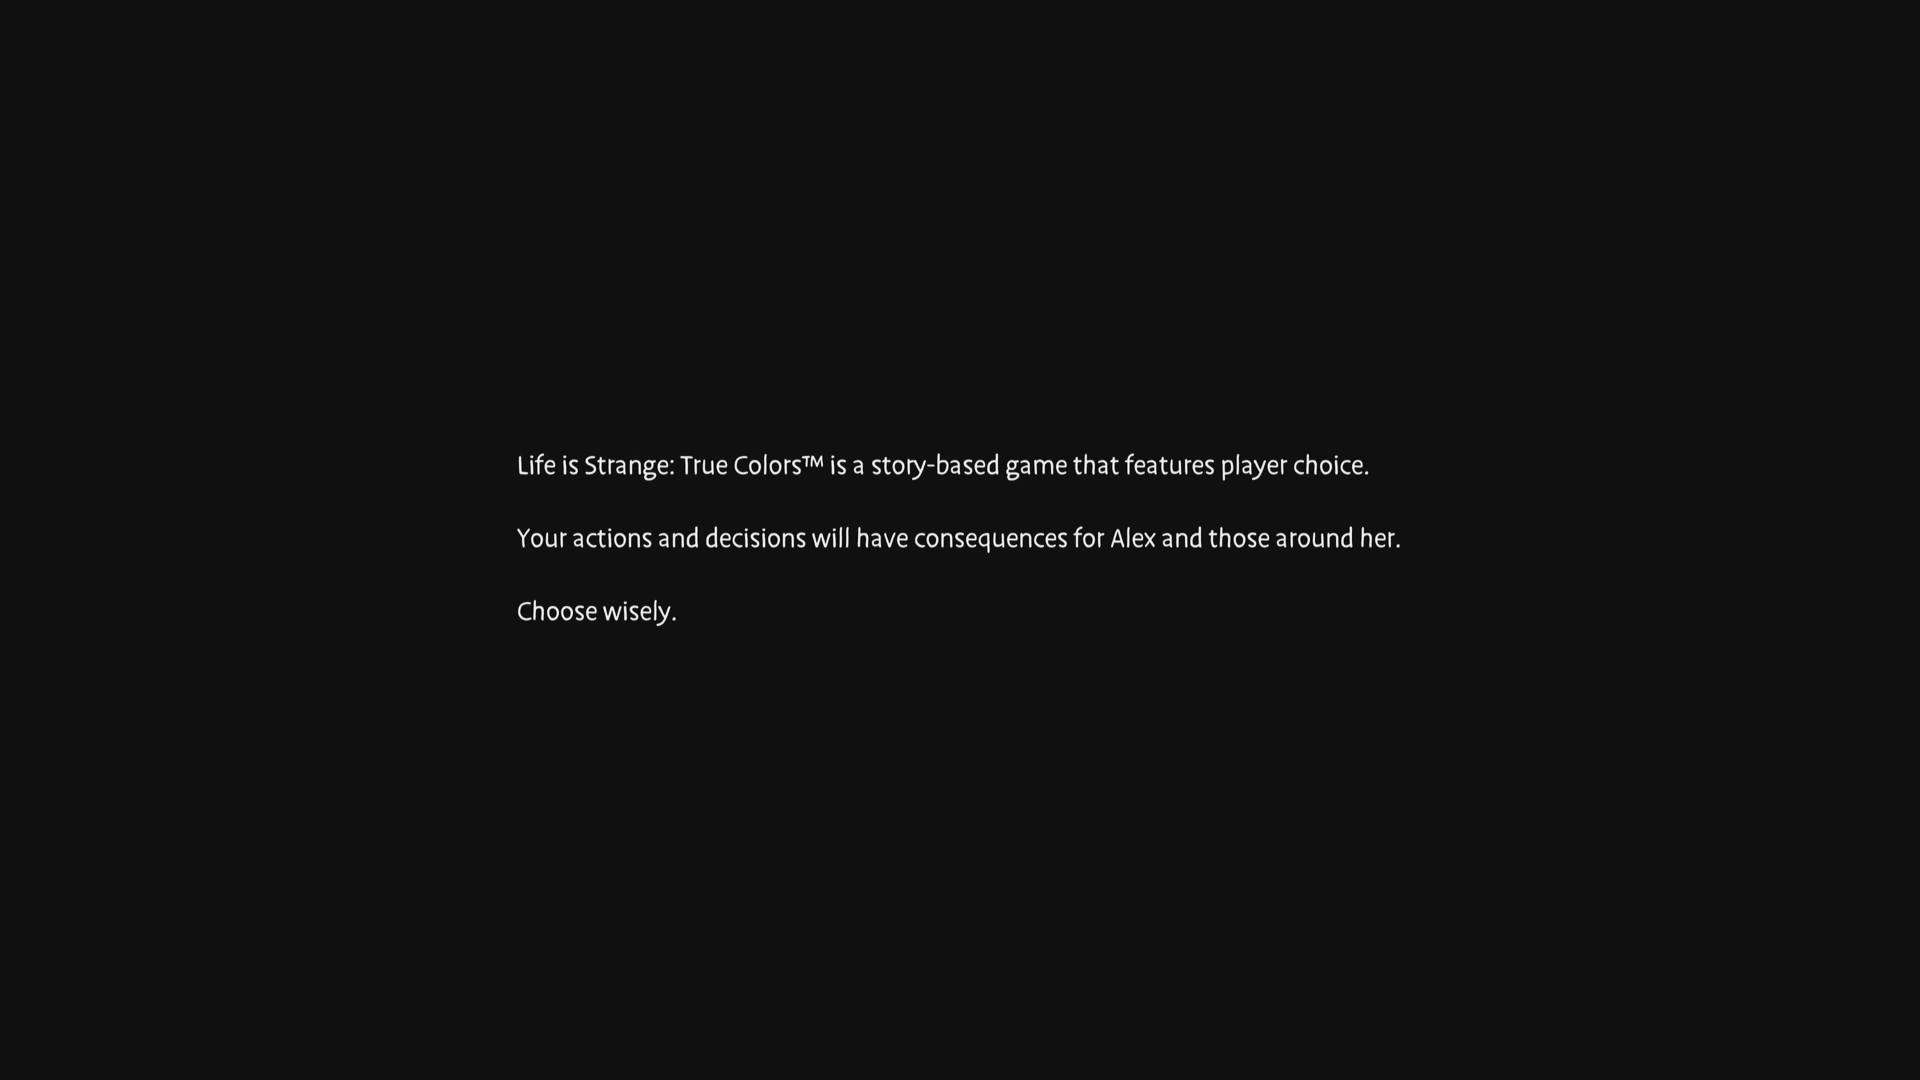 Life is Strange: True Colors™ is a story-based game that features player choice.
Your actions and decisions will have consequences for Alex and those around her.
Choose wisely.